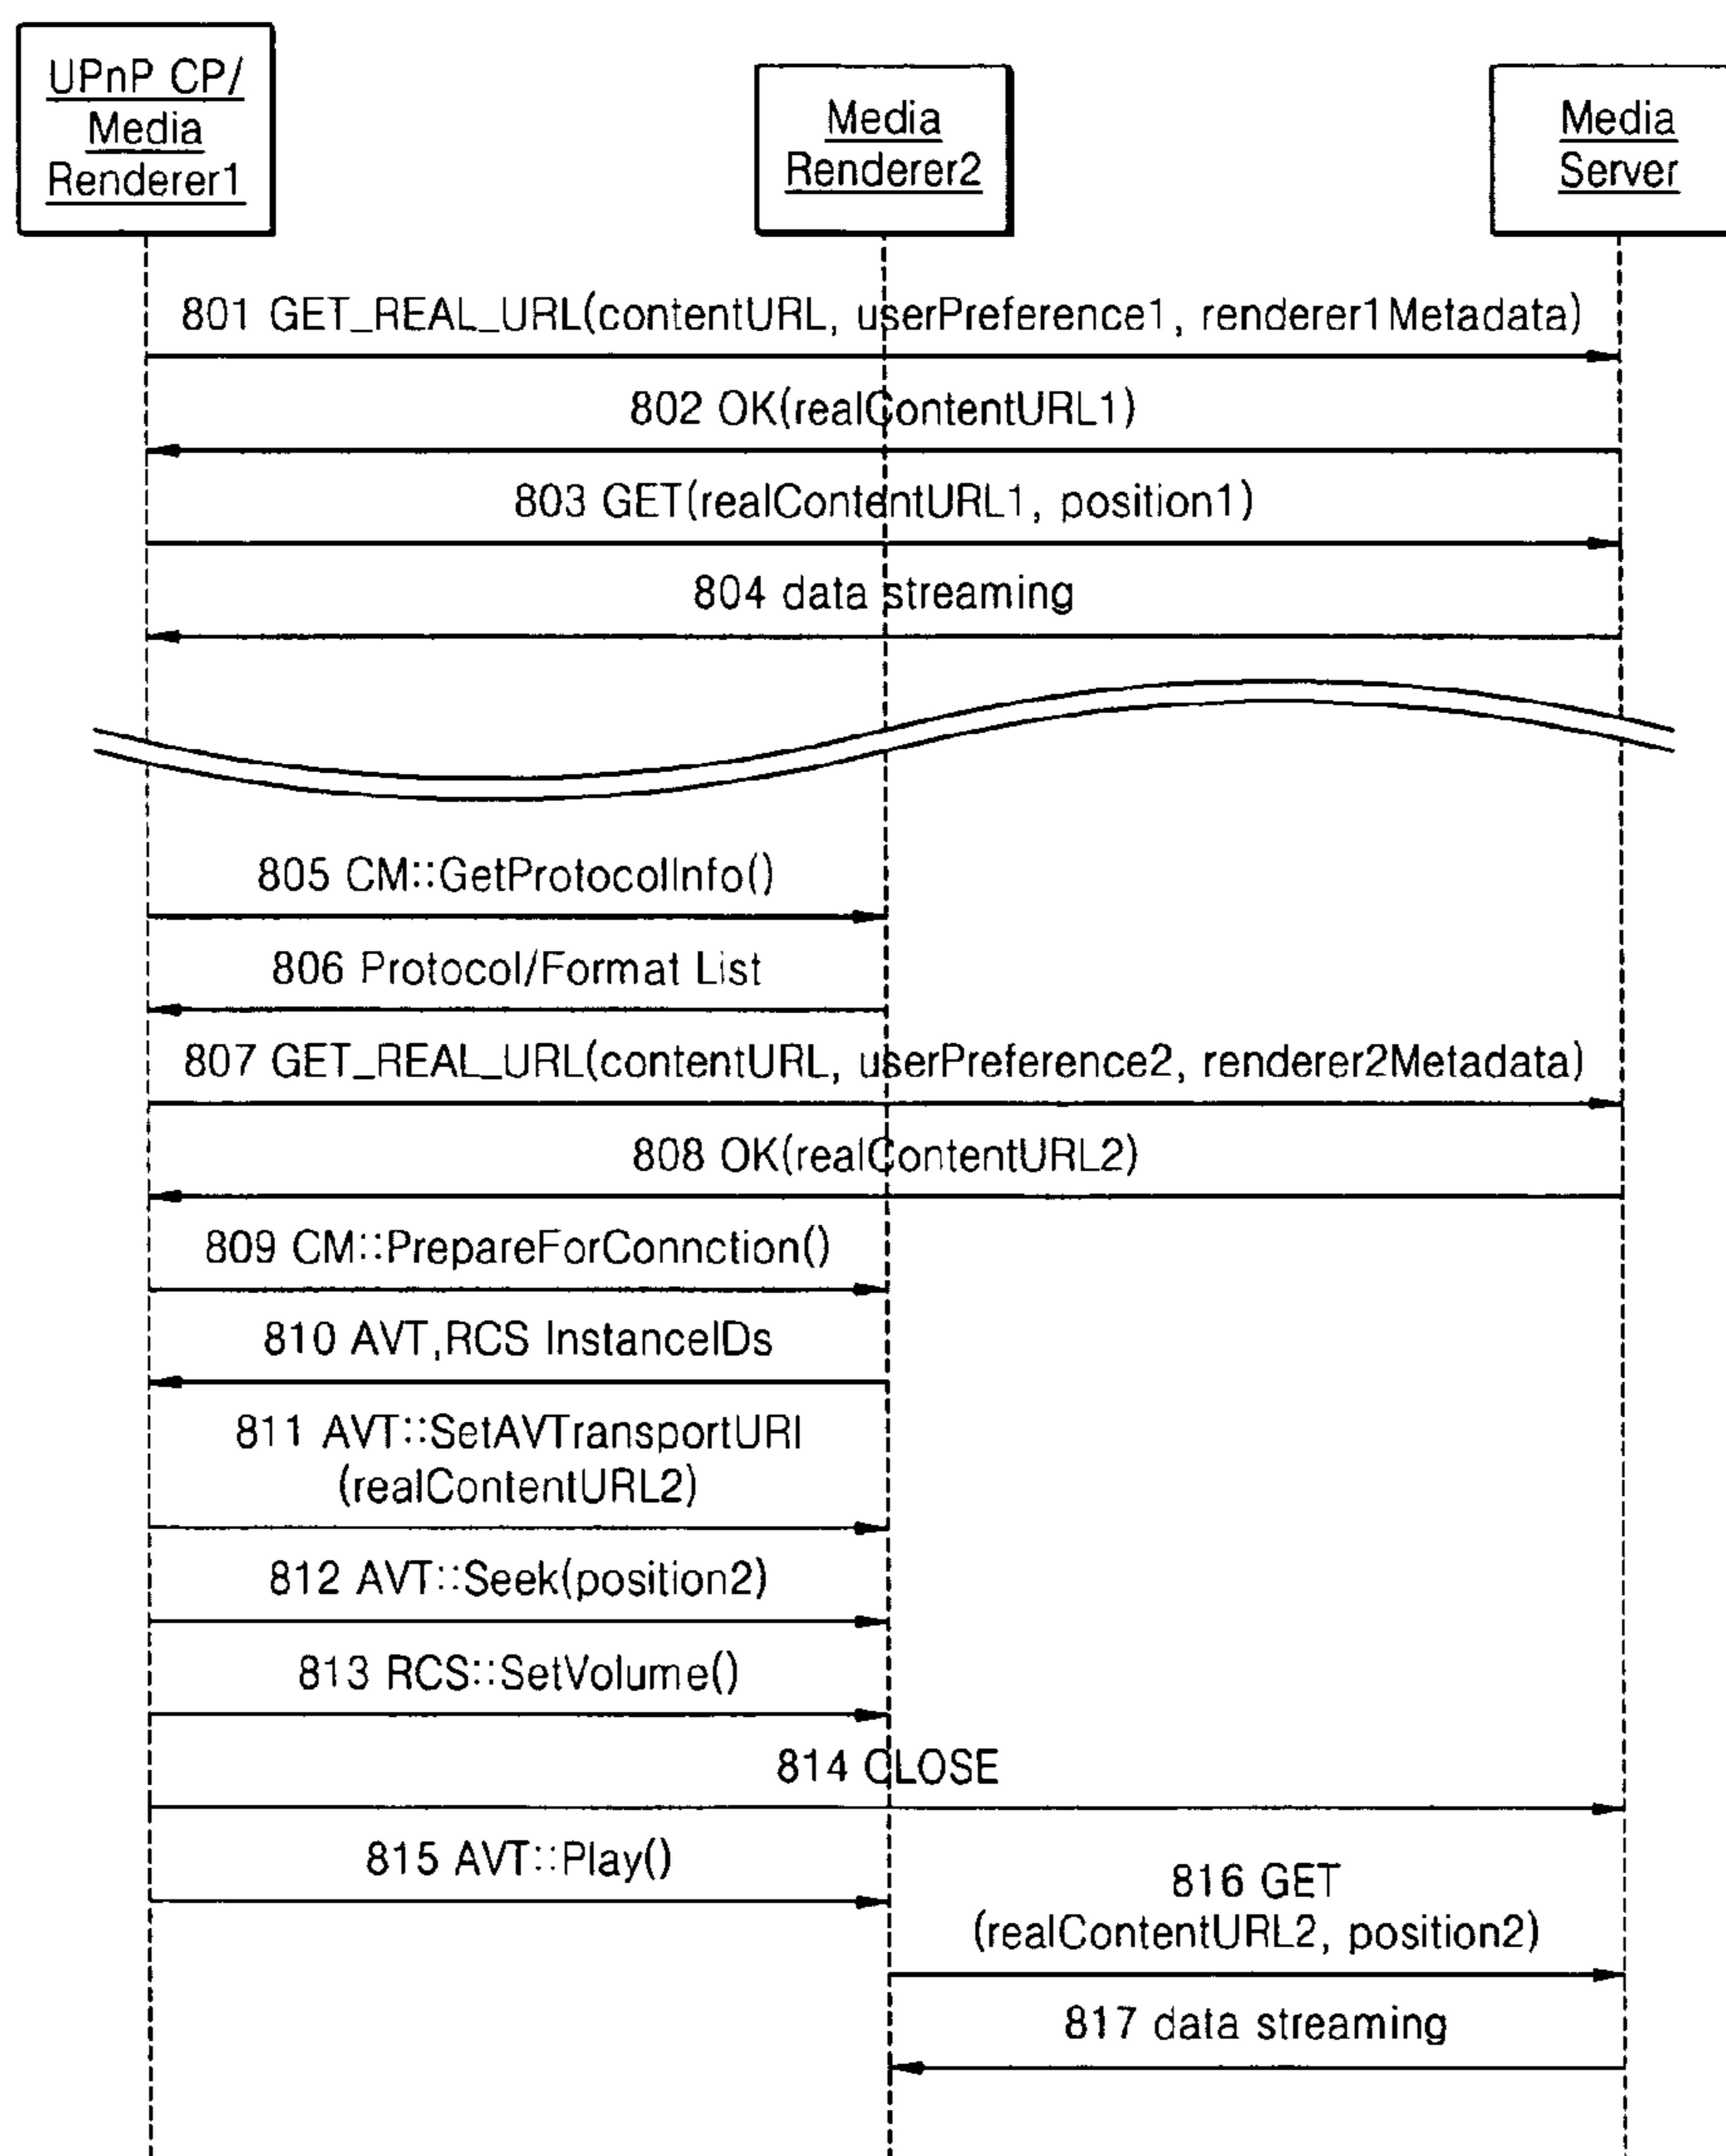 UPnP CP/
Media
Renderer1
Media
Renderer2
Media
Server
801 GET_REAL_URL(contentURL, userPreference1, renderer1Metadata)
802 OK(realContentURL1)
803 GET(realContentURL1, position1)
804 data streaming
805 CM::GetProtocolInfo()
806 Protocol/Format List
807 GET_REAL_URL(contentURL, userPreference2, renderer2Metadata)
808 OK(realContentURL2)
809 CM::PrepareForConnction()
810 AVT,RCS InstanceIDs
811 AVT::SetAVTransportURI
(realContentURL2)
812 AVT::Seek(position2)
813 RCS::SetVolume()
814 CLOSE
815 AVT::Play()
816 GET
(realContentURL2, position2)
817 data streaming